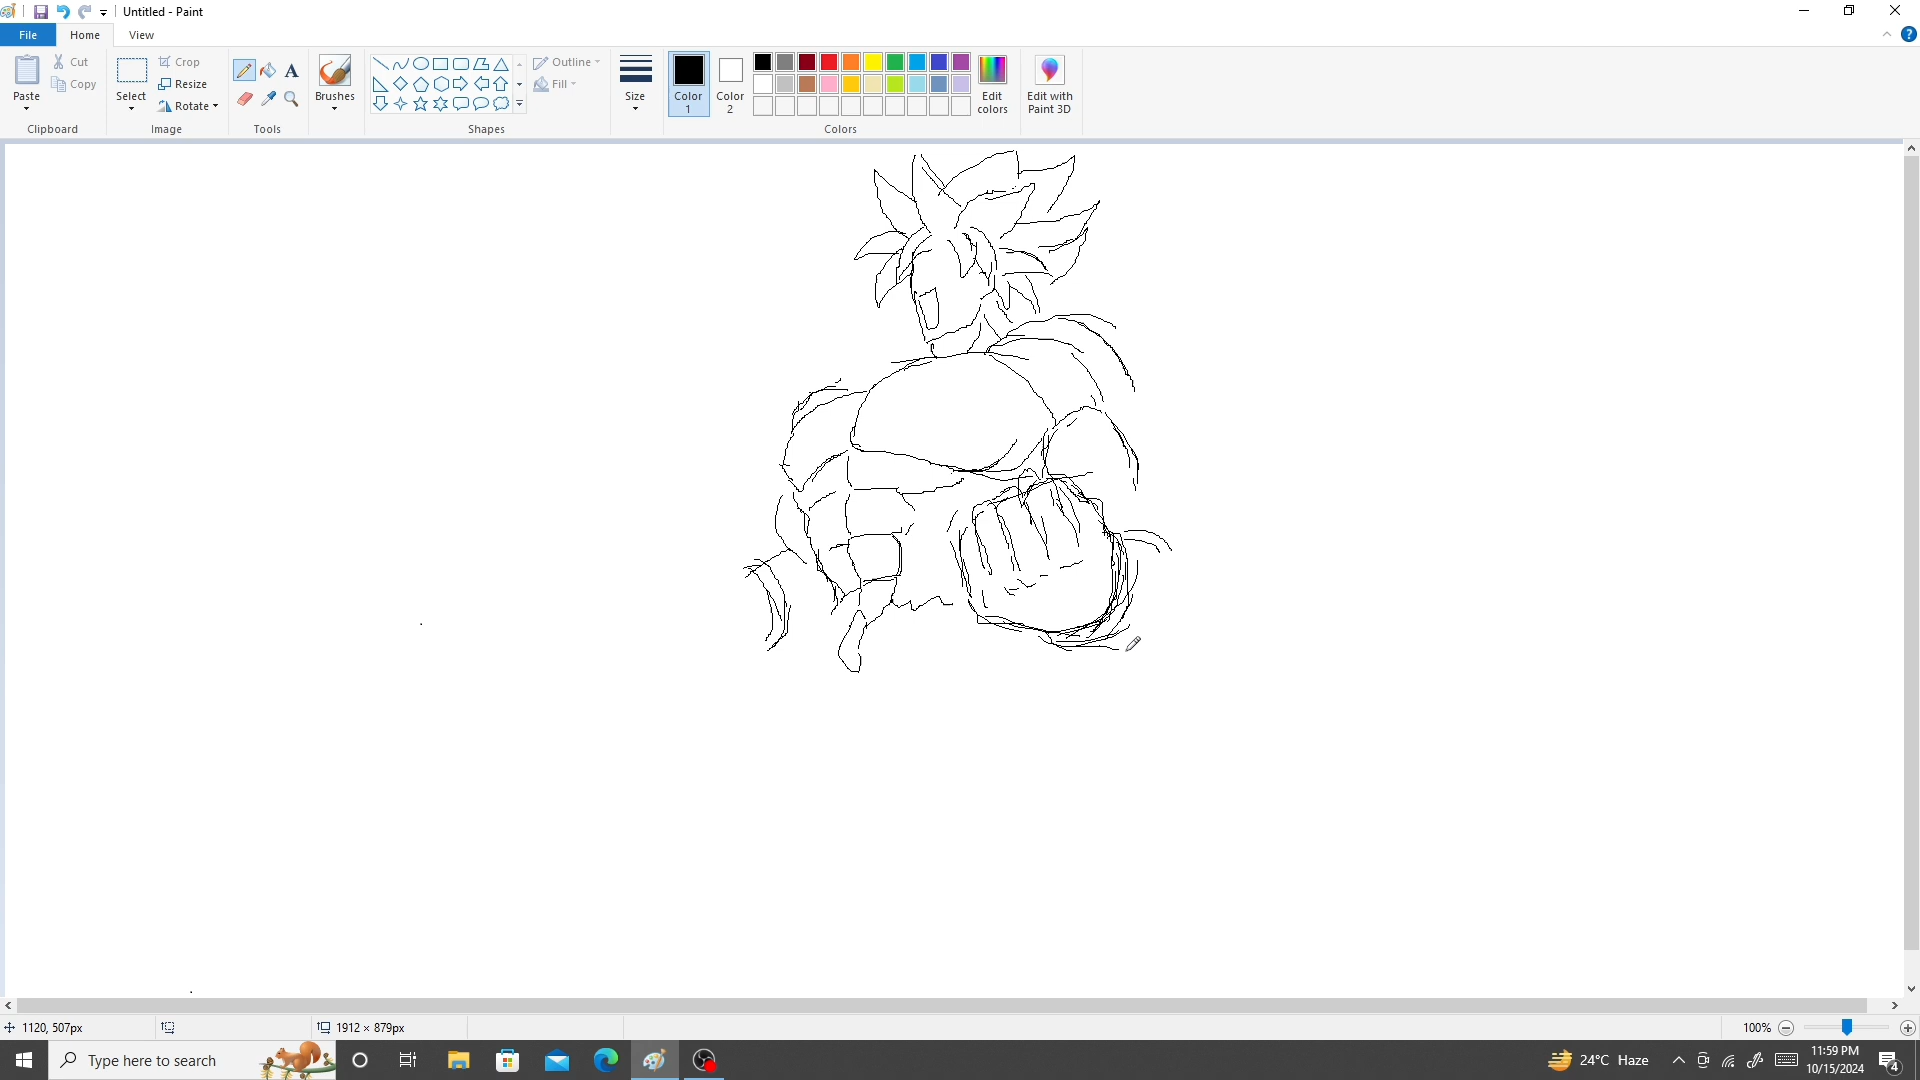 Untitled - Paint
File Home View
Paste Cut Copy
Clipboard
Select Crop Resize Rotate
Image
Tools
Brushes
Shapes
Outline
Fill
Size
Color 1
Color 2
Colors
Edit colors
Edit with Paint 3D
1120, 507px
1912 × 879px
100%
Type here to search
24°C Haze
11:59 PM
10/15/2024
4